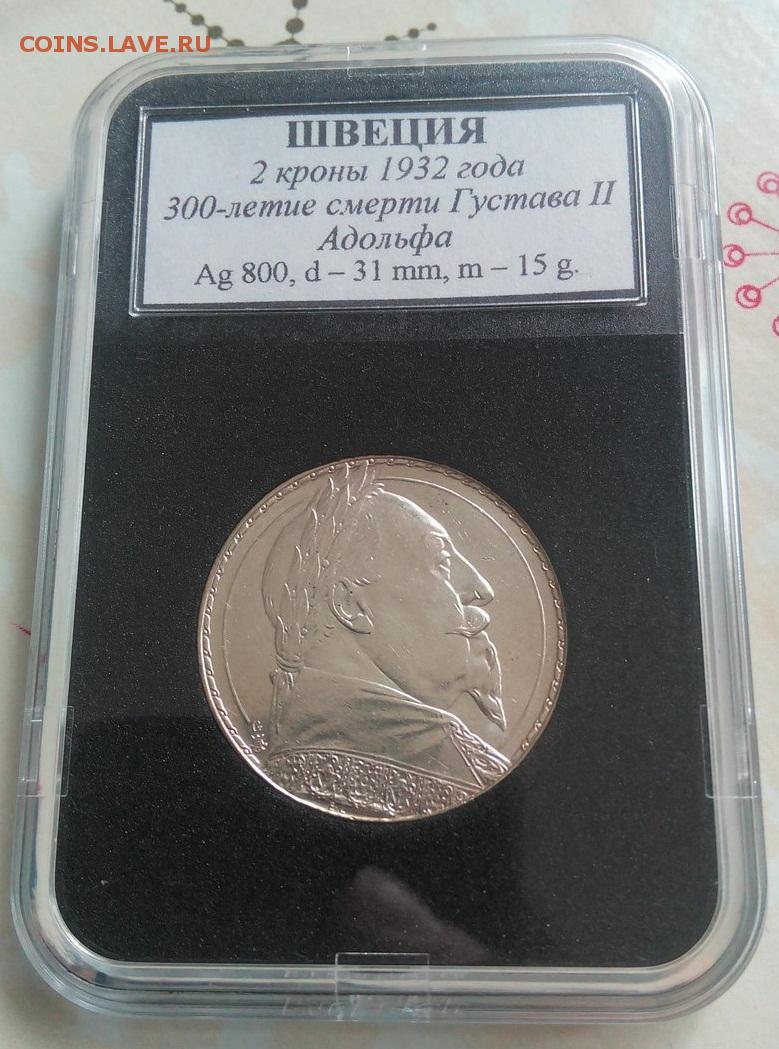 COINS.LAVE.RU
ШВЕЦИЯ
2 кроны 1932 года
300-летие смерти Густава II
Адольфа
Ag 800, d – 31 mm, m – 15 g.